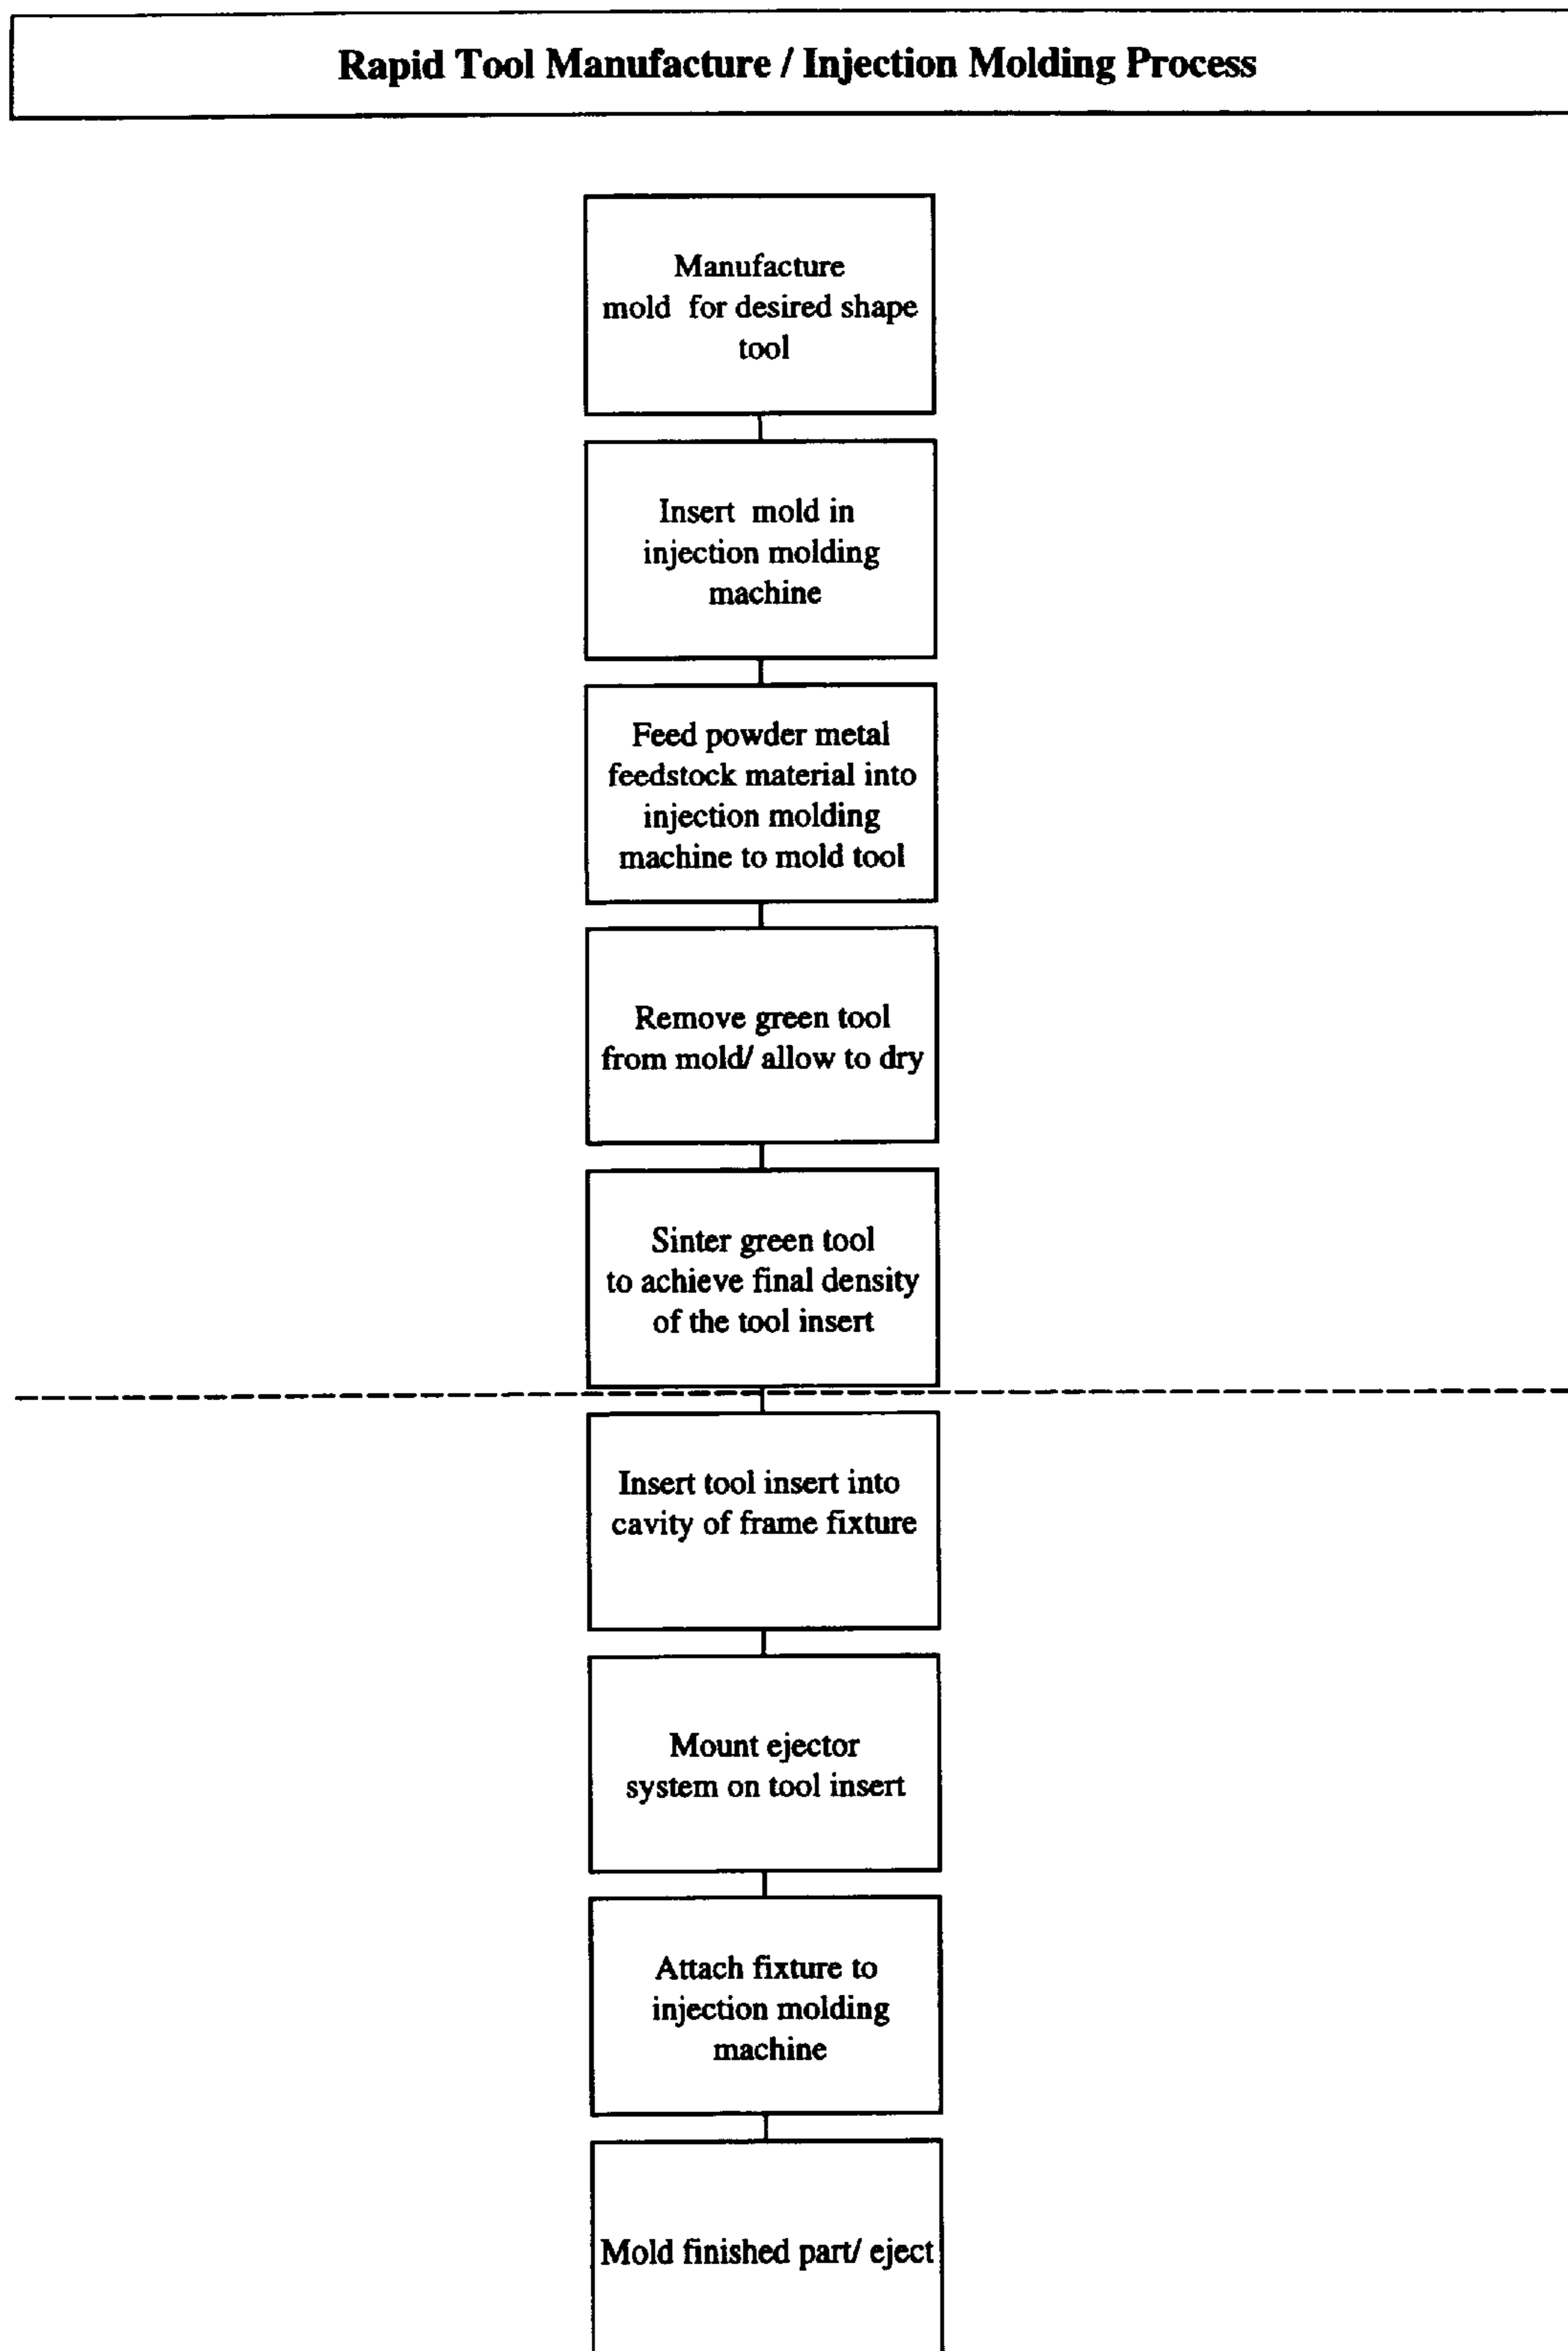 Rapid Tool Manufacture / Injection Molding Process
Manufacture
mold for desired shape
tool
Insert mold in
injection molding
machine
Feed powder metal
feedstock material into
injection molding
machine to mold tool
Remove green tool
from mold/ allow to dry
Sinter green tool
to achieve final density
of the tool insert
Insert tool insert into
cavity of frame fixture
Mount ejector
system on tool insert
Attach fixture to
injection molding
machine
Mold finished part/ eject